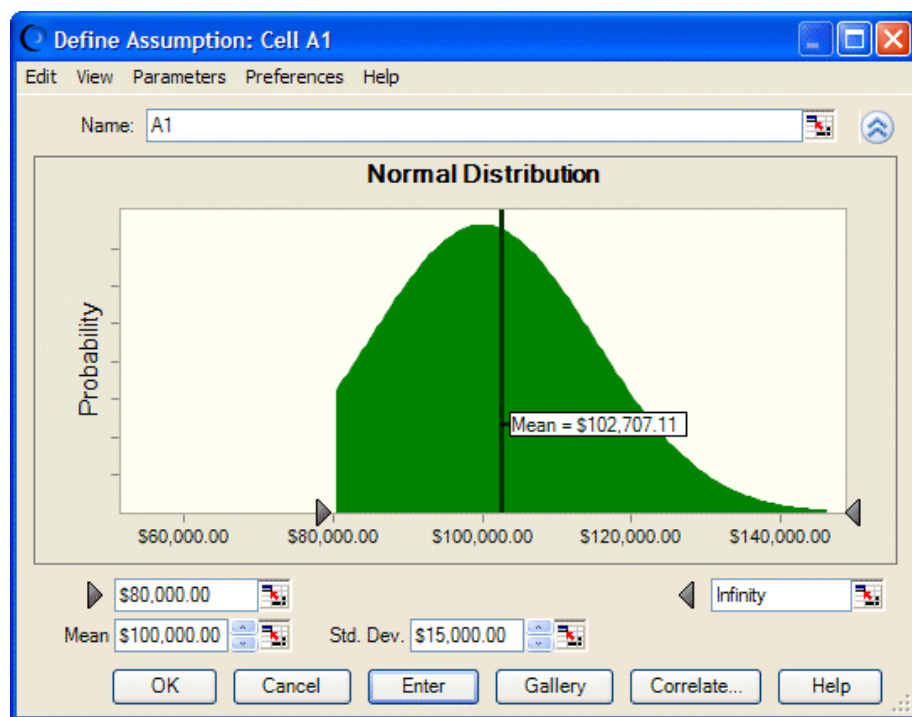 Define Assumption: Cell A1
Edit View Parameters Preferences Help
Name: A1
Normal Distribution
Probability
Mean = $102,707.11
$60,000.00 $80,000.00 $100,000.00 $120,000.00 $140,000.00
$80,000.00 Infinity
Mean $100,000.00 Std. Dev. $15,000.00
OK Cancel Enter Gallery Correlate... Help